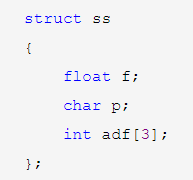 struct ss
{
    float f;
    char p;
    int adf[3];
};